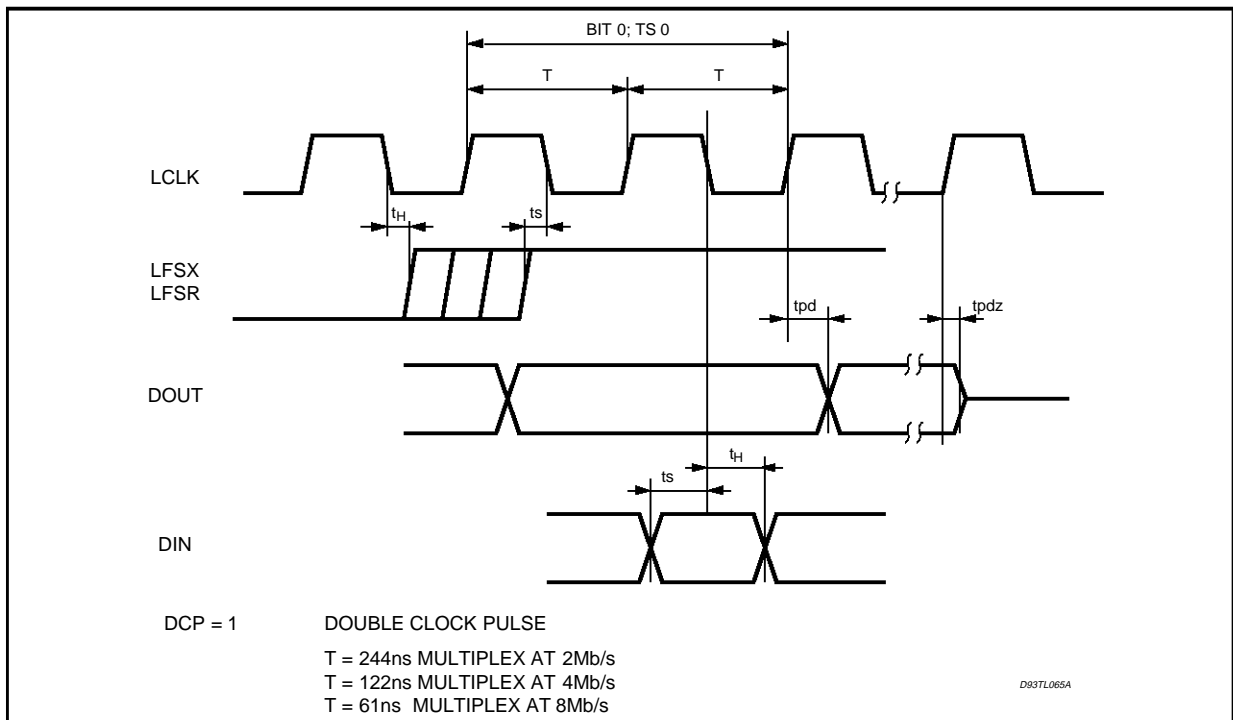 BIT 0; TS 0
T T
LCLK
tH ts
LFSX
LFSR
tpd tpdz
DOUT
ts tH
DIN
DCP = 1 DOUBLE CLOCK PULSE
T = 244ns MULTIPLEX AT 2Mb/s
T = 122ns MULTIPLEX AT 4Mb/s
T = 61ns MULTIPLEX AT 8Mb/s
D93TL065A